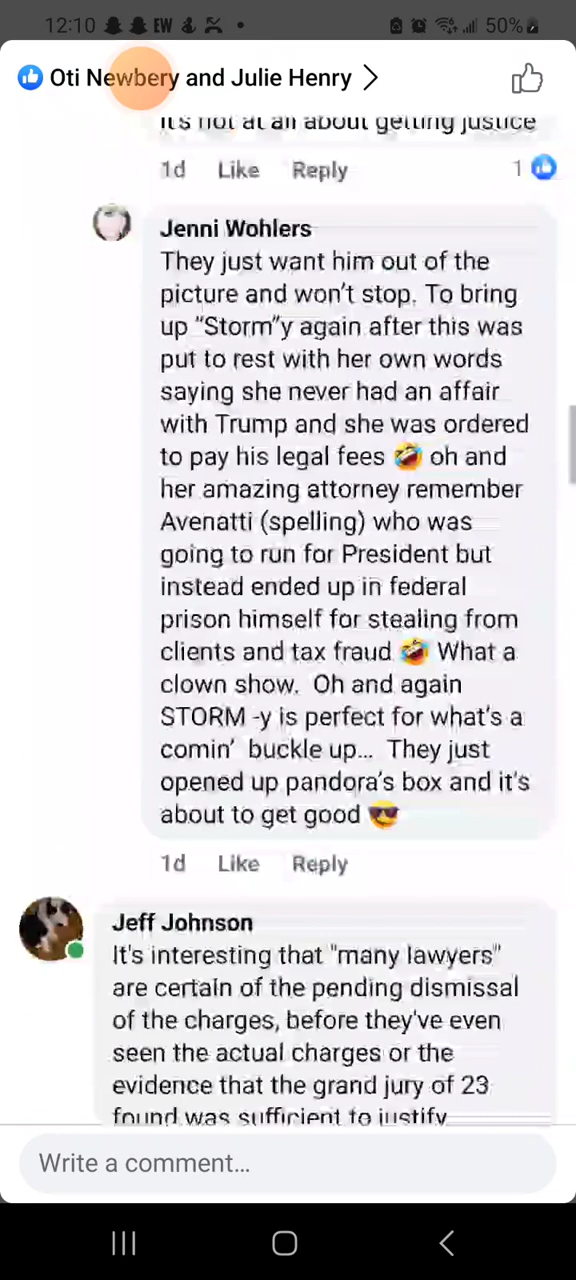 12:10 EW 50%
Oti Newbery and Julie Henry
it's not at all about getting justice
1d Like Reply 1
Jenni Wohlers
They just want him out of the
picture and won't stop. To bring
up "Storm"y again after this was
put to rest with her own words
saying she never had an affair
with Trump and she was ordered
to pay his legal fees 🤣 oh and
her amazing attorney remember
Avenatti (spelling) who was
going to run for President but
instead ended up in federal
prison himself for stealing from
clients and tax fraud 🤣 What a
clown show. Oh and again
STORM -y is perfect for what's a
comin' buckle up... They just
opened up pandora's box and it's
about to get good 😎
1d Like Reply
Jeff Johnson
It's interesting that "many lawyers"
are certain of the pending dismissal
of the charges, before they've even
seen the actual charges or the
evidence that the grand jury of 23
found was sufficient to justify
Write a comment...